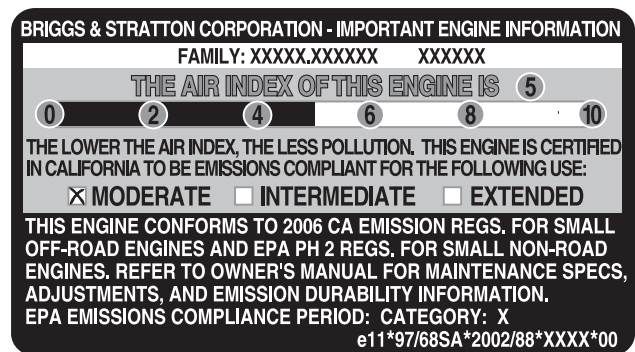 BRIGGS & STRATTON CORPORATION - IMPORTANT ENGINE INFORMATION
FAMILY: XXXXX.XXXXXX XXXXXX
THE AIR INDEX OF THIS ENGINE IS 5
0 2 4 6 8 10
THE LOWER THE AIR INDEX, THE LESS POLLUTION. THIS ENGINE IS CERTIFIED
IN CALIFORNIA TO BE EMISSIONS COMPLIANT FOR THE FOLLOWING USE:
☒ MODERATE ☐ INTERMEDIATE ☐ EXTENDED
THIS ENGINE CONFORMS TO 2006 CA EMISSION REGS. FOR SMALL
OFF-ROAD ENGINES AND EPA PH 2 REGS. FOR SMALL NON-ROAD
ENGINES. REFER TO OWNER'S MANUAL FOR MAINTENANCE SPECS,
ADJUSTMENTS, AND EMISSION DURABILITY INFORMATION.
EPA EMISSIONS COMPLIANCE PERIOD: CATEGORY: X
e11*97/68SA*2002/88*XXXX*00